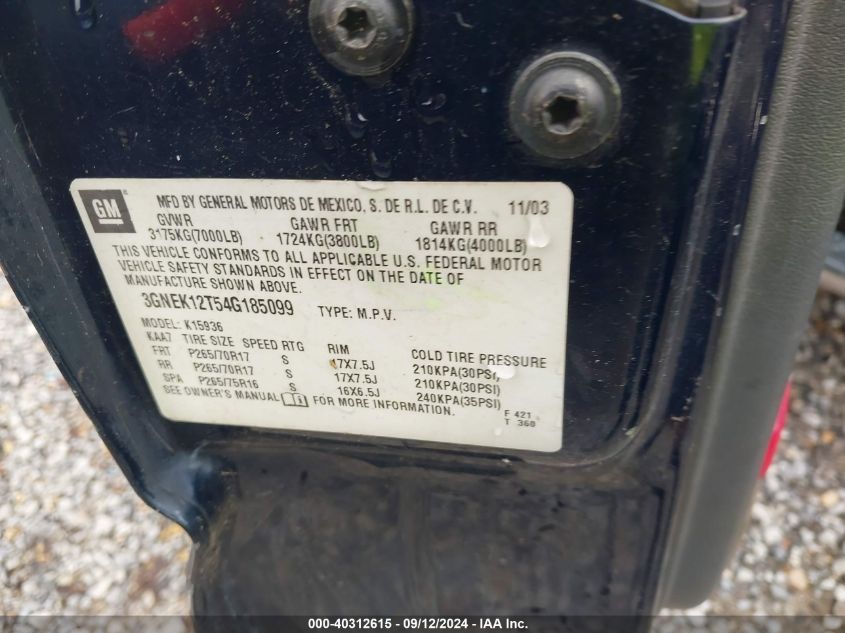 GM
MFD BY GENERAL MOTORS DE MEXICO, S. DE R.L. DE C.V. 11/03
GVWR GAWR FRT GAWR RR
3175KG(7000LB) 1724KG(3800LB) 1814KG(4000LB)
THIS VEHICLE CONFORMS TO ALL APPLICABLE U.S. FEDERAL MOTOR
VEHICLE SAFETY STANDARDS IN EFFECT ON THE DATE OF
MANUFACTURE SHOWN ABOVE.
3GNEK12T54G185099 TYPE: M.P.V.
MODEL: K15936
KAA7 TIRE SIZE SPEED RTG RIM COLD TIRE PRESSURE
FRT P265/70R17 S 17X7.5J 210KPA(30PSI)
RR P265/70R17 S 17X7.5J 210KPA(30PSI)
SPA P265/75R16 S 16X6.5J 240KPA(35PSI)
SEE OWNER'S MANUAL FOR MORE INFORMATION.
F 421
T 360
000-40312615 - 09/12/2024 - IAA Inc.